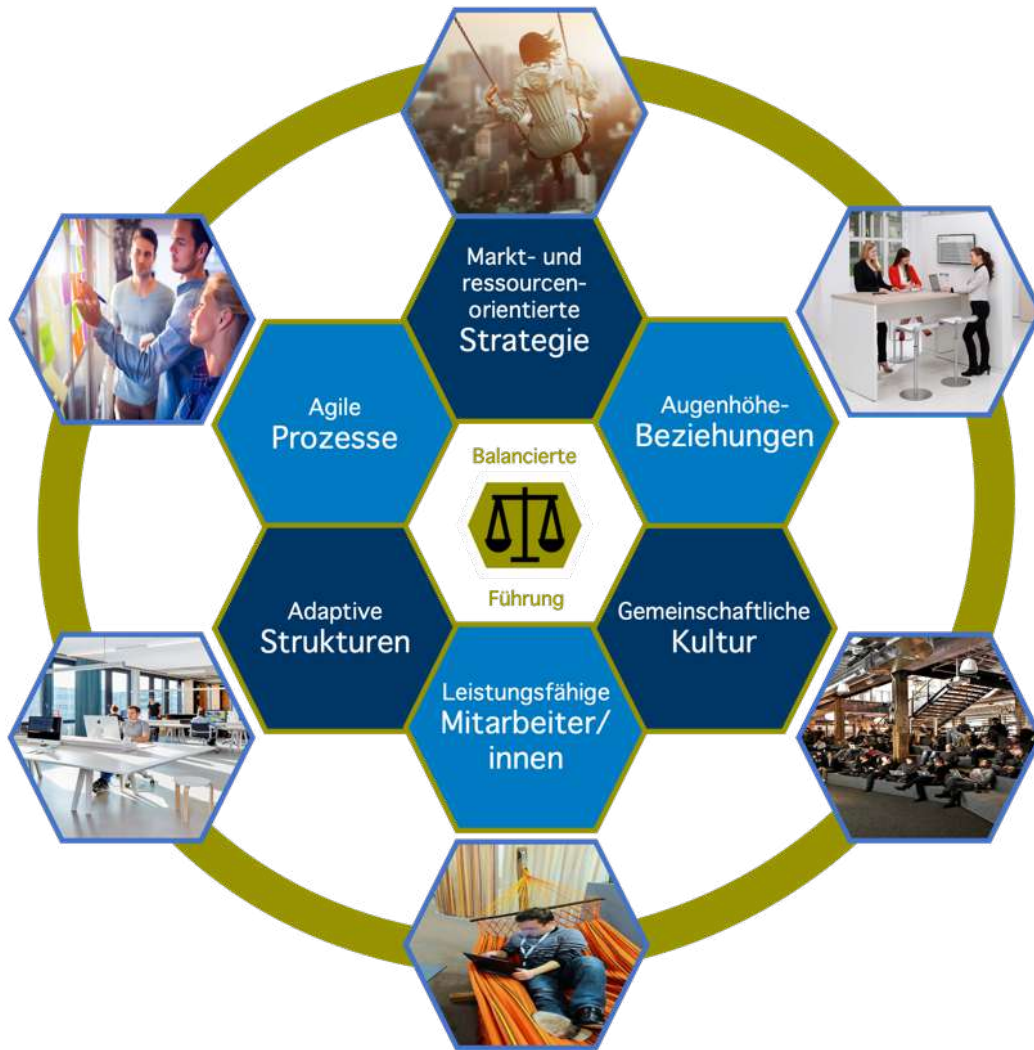 Markt- und
ressourcen-
orientierte
Strategie
Agile
Prozesse
Augenhöhe-
Beziehungen
Balancierte
Führung
Adaptive
Strukturen
Gemeinschaftliche
Kultur
Leistungsfähige
Mitarbeiter/
innen